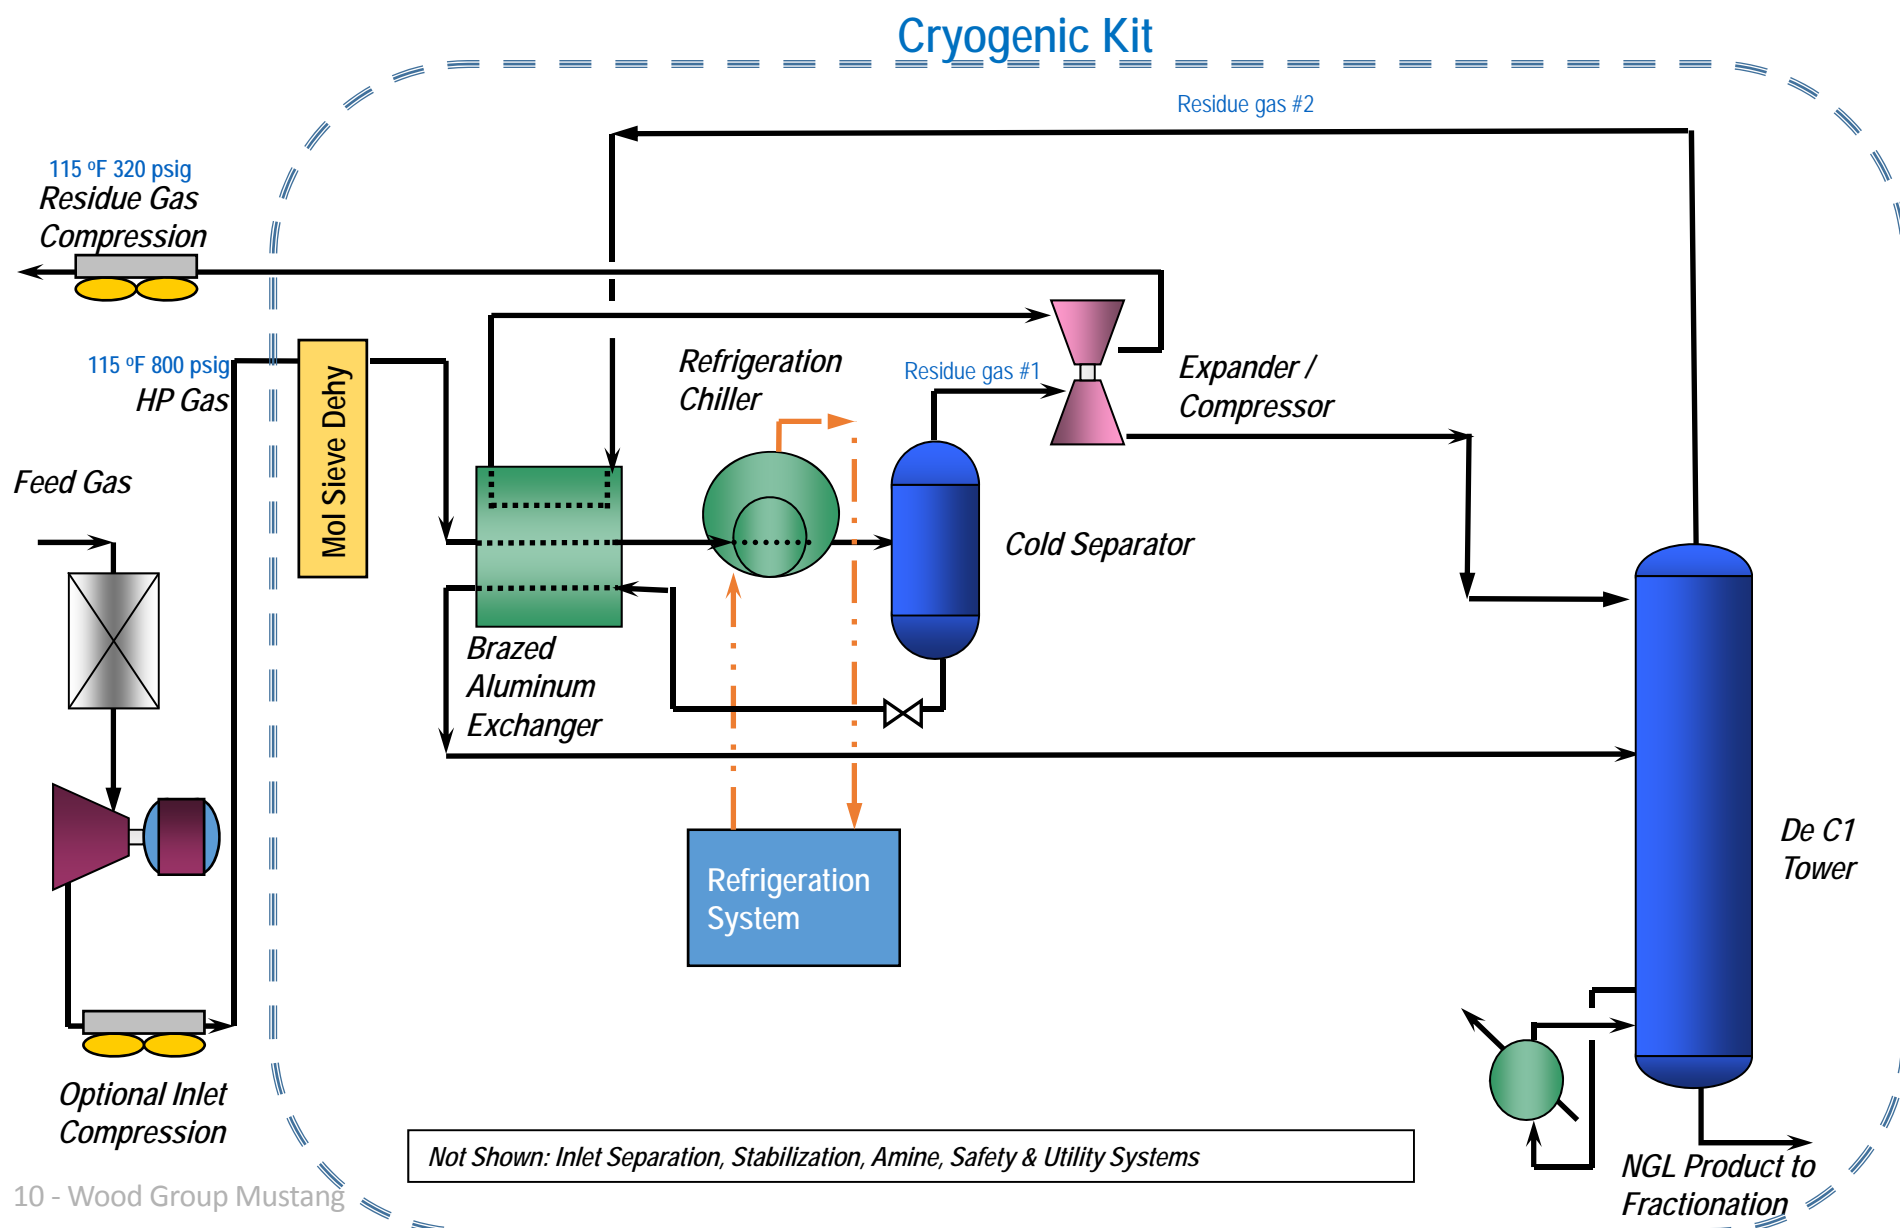 Cryogenic Kit
Residue gas #2
115 ºF 320 psig
Residue Gas
Compression
115 ºF 800 psig
HP Gas
Mol Sieve Dehy
Refrigeration
Chiller
Residue gas #1
Expander /
Compressor
Feed Gas
Cold Separator
Brazed
Aluminum
Exchanger
De C1
Tower
Refrigeration
System
Optional Inlet
Compression
Not Shown: Inlet Separation, Stabilization, Amine, Safety & Utility Systems
NGL Product to
Fractionation
10 - Wood Group Mustang